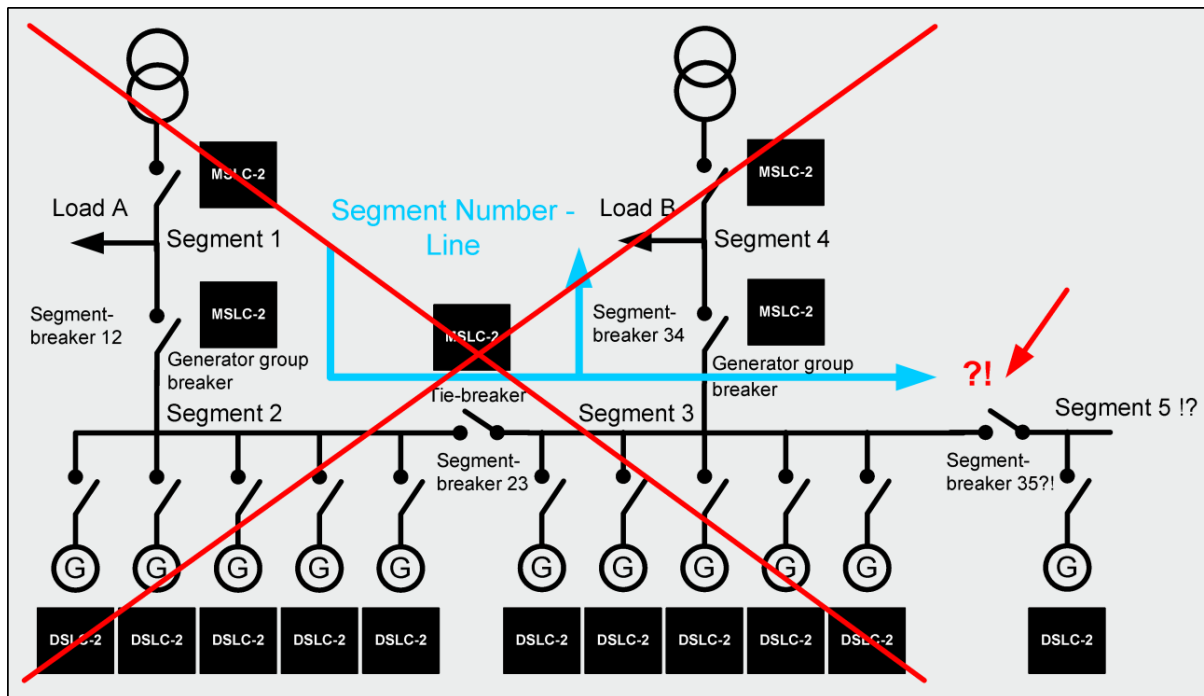 MSLC-2
MSLC-2
Load A
Segment Number -
Line
Load B
Segment 1
Segment 4
Segment-
breaker 12
MSLC-2
MSLC-2
Segment-
breaker 34
MSLC-2
Generator group
breaker
Generator group
breaker
?!
Tie-breaker
Segment 2
Segment 3
Segment 5 !?
Segment-
breaker 23
Segment-
breaker 35?!
G
G
G
G
G
G
G
G
G
G
G
DSLC-2
DSLC-2
DSLC-2
DSLC-2
DSLC-2
DSLC-2
DSLC-2
DSLC-2
DSLC-2
DSLC-2
DSLC-2